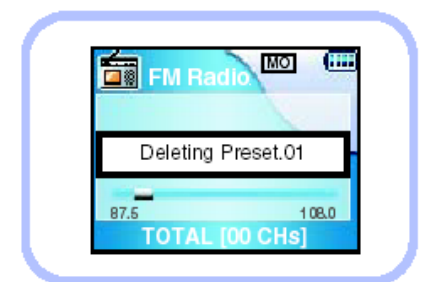 FM Radio MO
Deleting Preset.01
87.5 108.0
TOTAL [00 CHs]